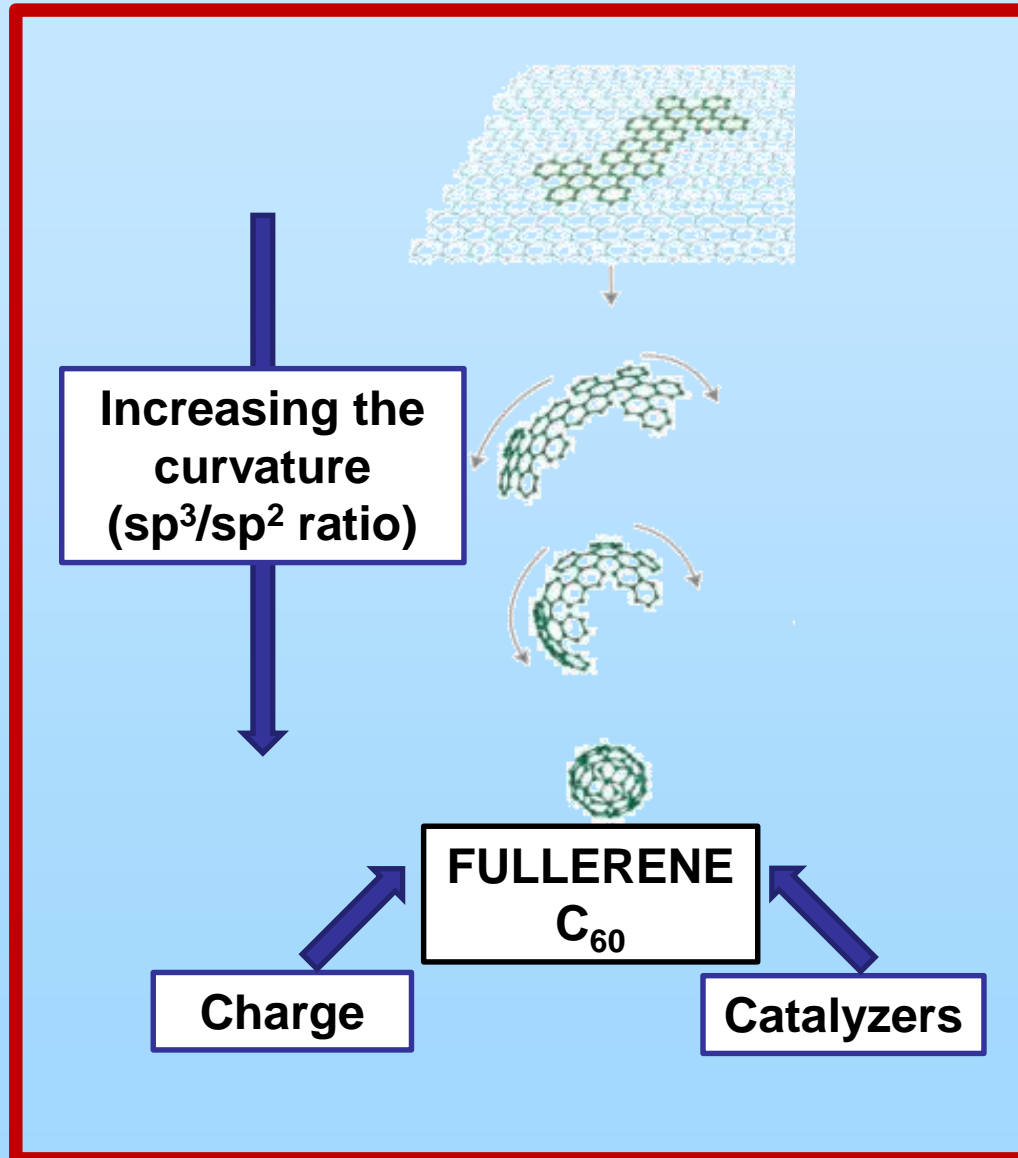 Increasing the
curvature
(sp³/sp² ratio)
FULLERENE
C₆₀
Charge
Catalyzers